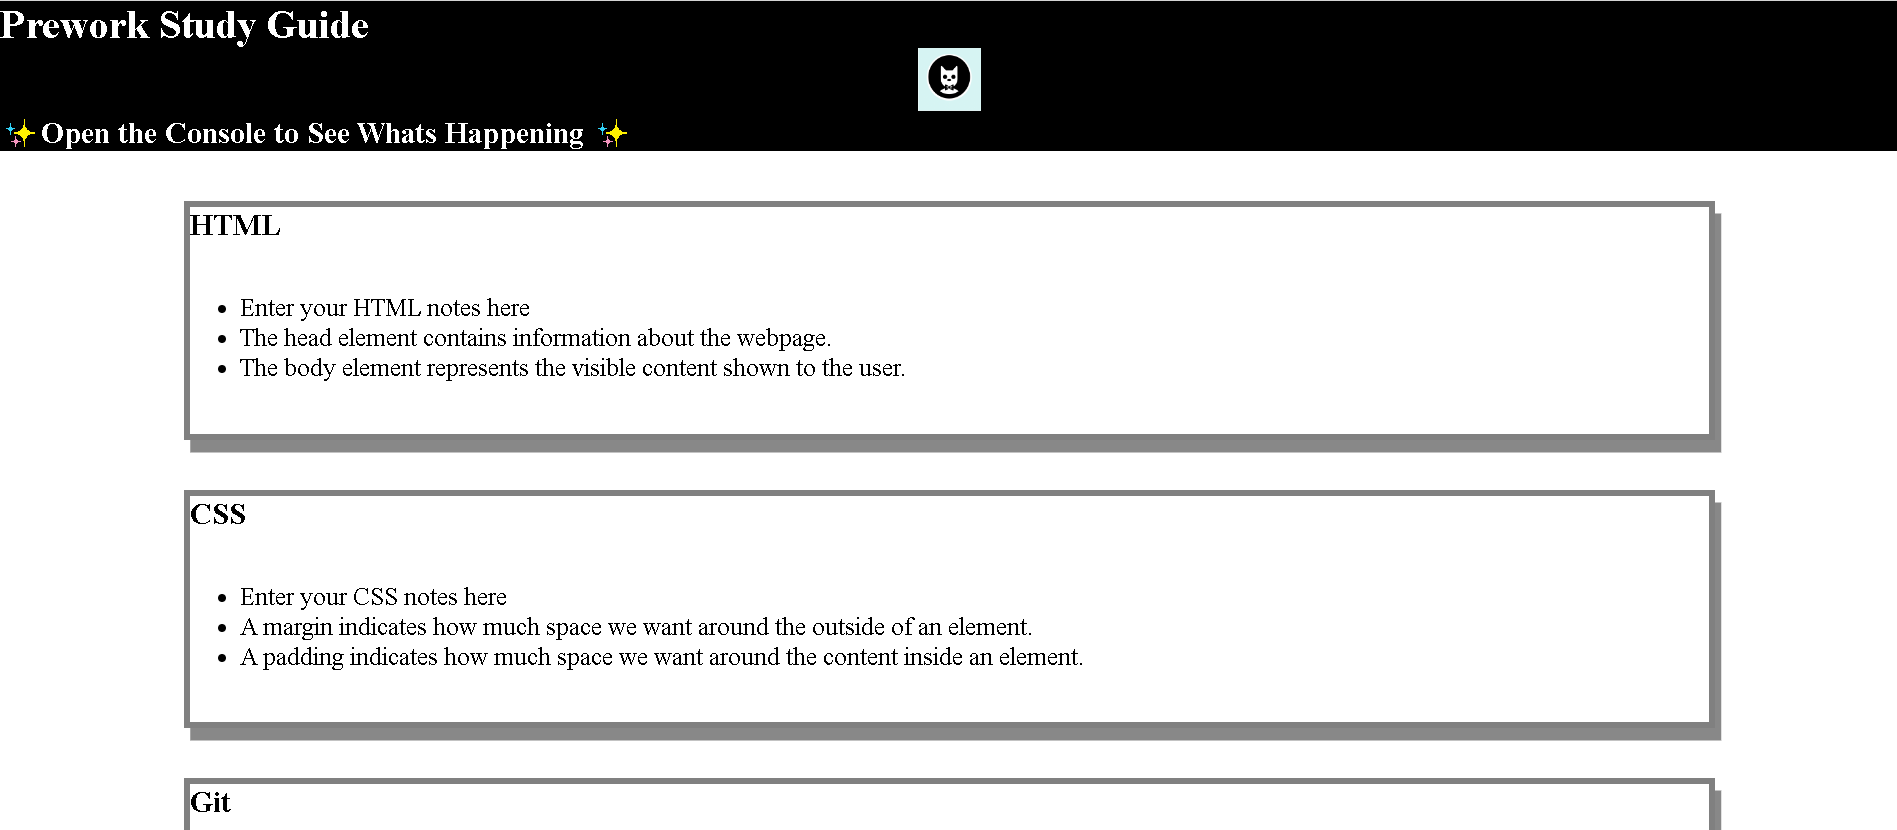 Prework Study Guide
✨ Open the Console to See Whats Happening ✨
HTML
• Enter your HTML notes here
• The head element contains information about the webpage.
• The body element represents the visible content shown to the user.
CSS
• Enter your CSS notes here
• A margin indicates how much space we want around the outside of an element.
• A padding indicates how much space we want around the content inside an element.
Git